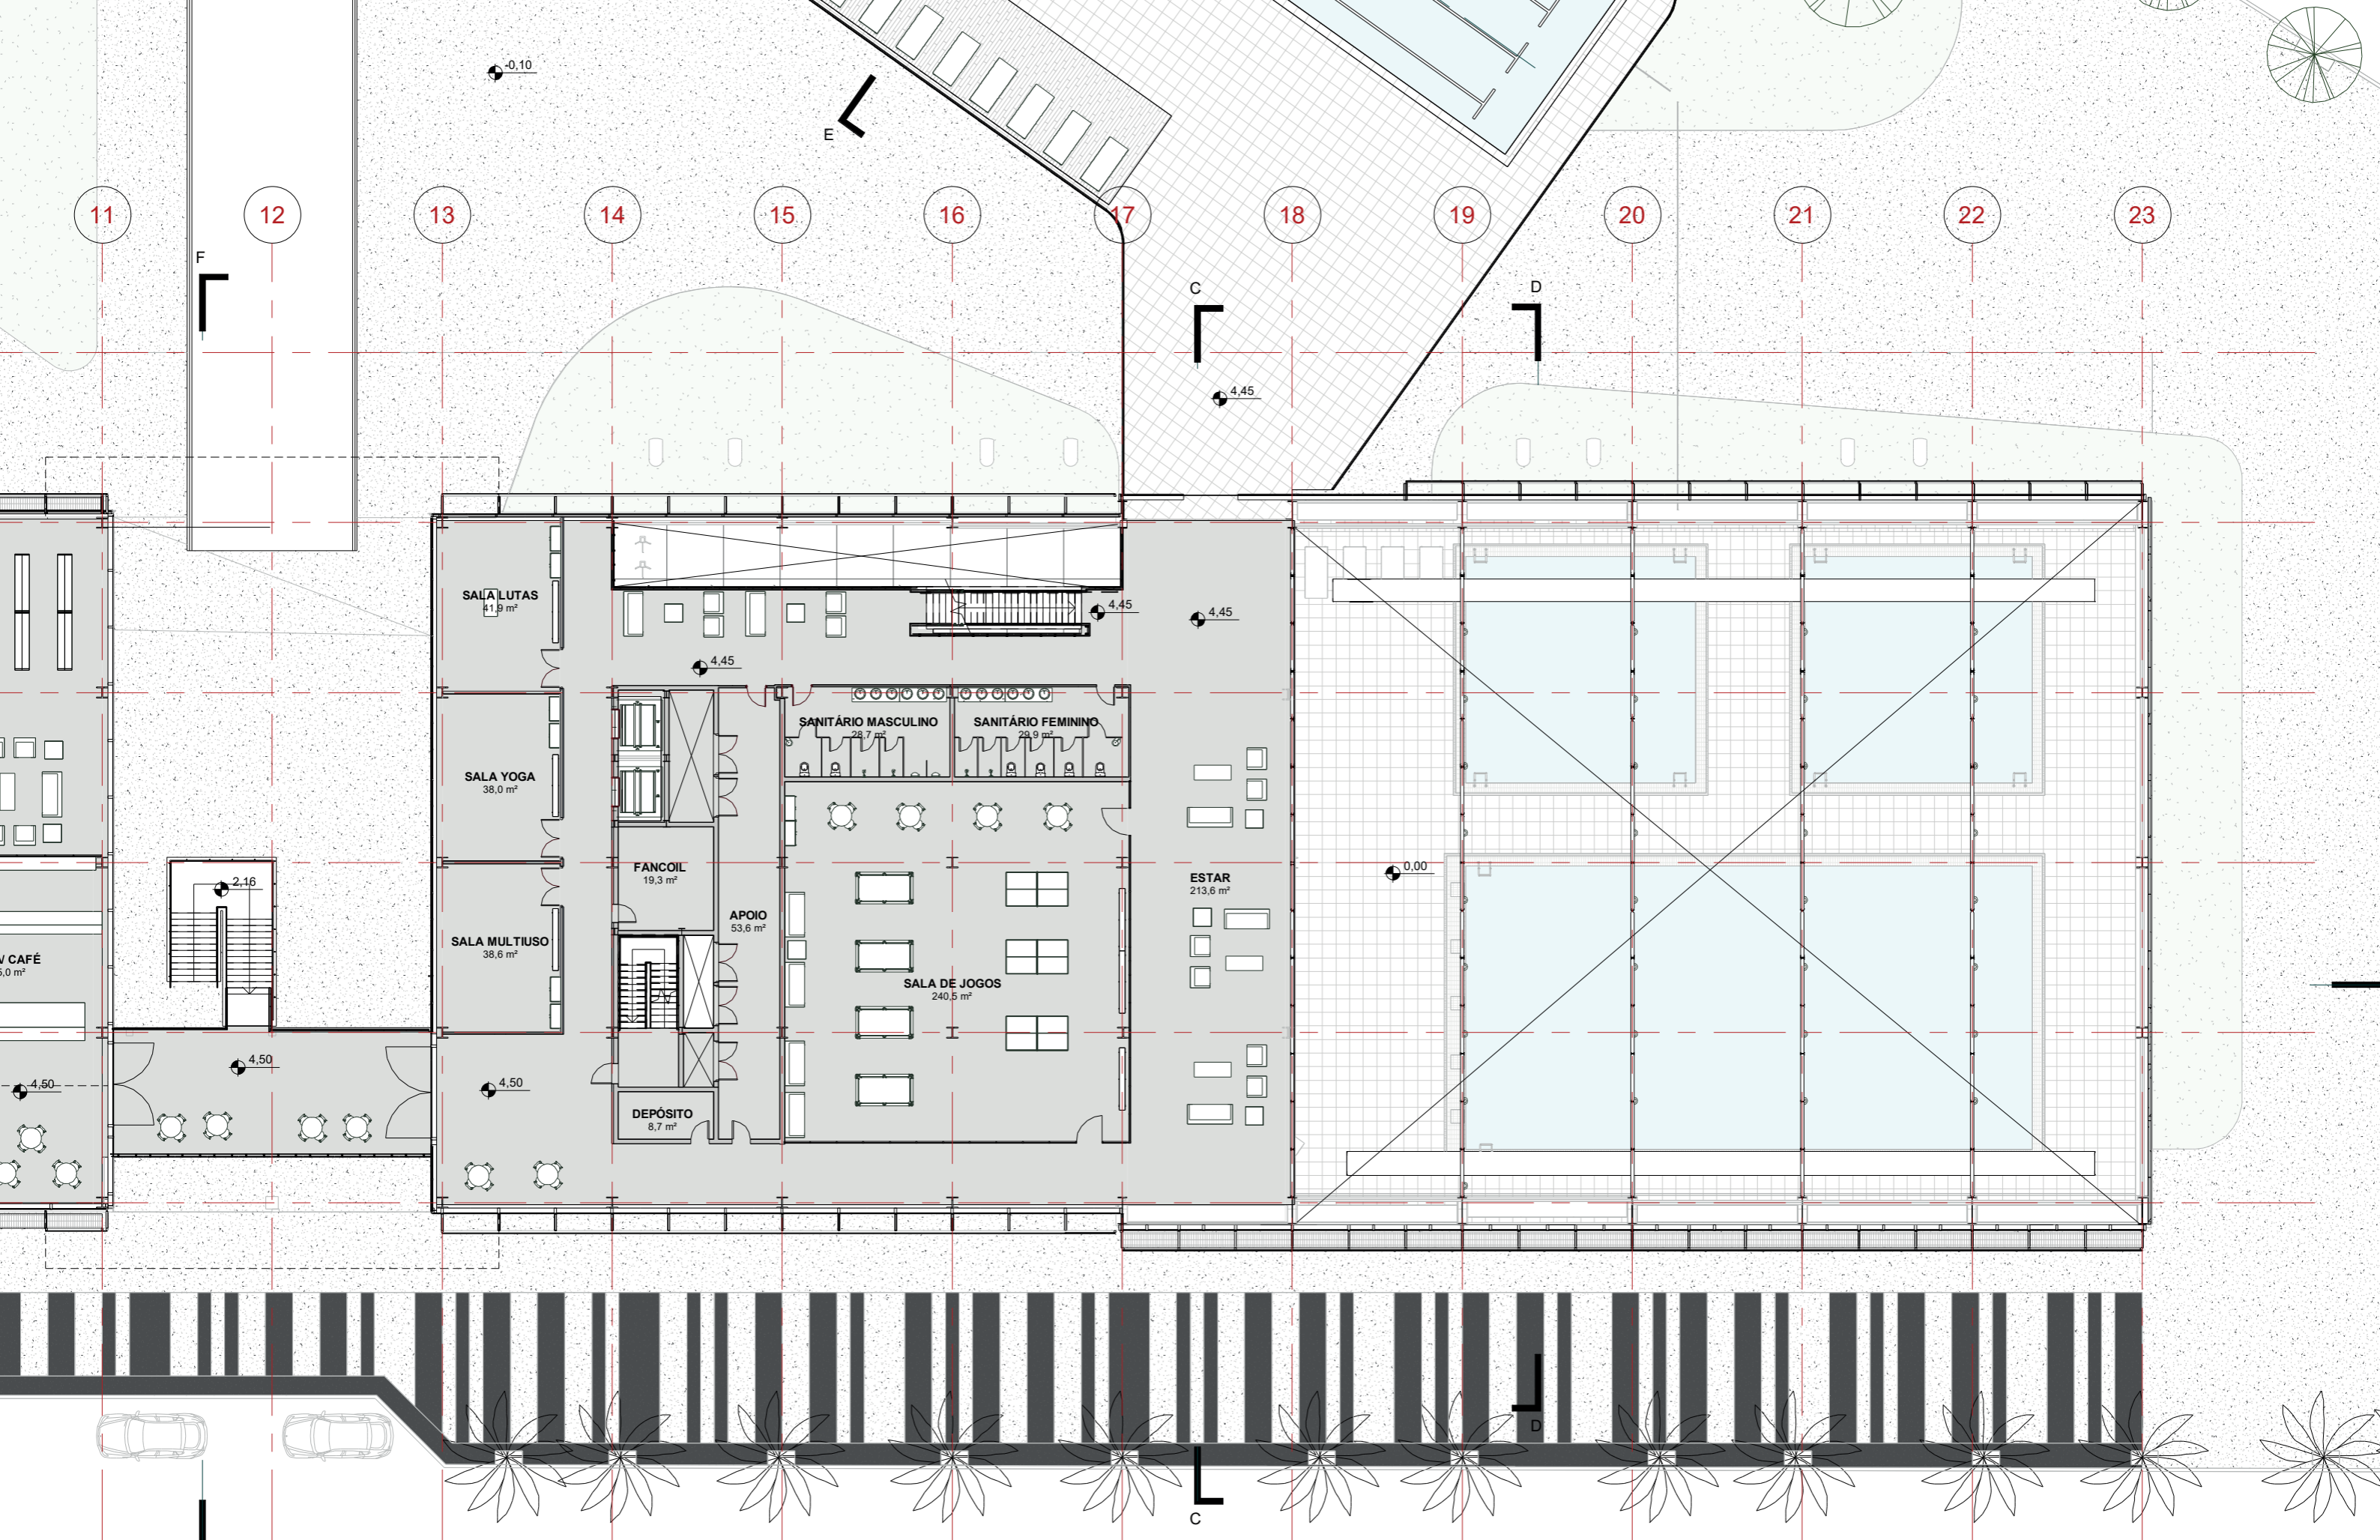 -0,10
E
11
12
13
14
15
16
17
18
19
20
21
22
23
F
C
D
4,45
SALA LUTAS
41,9 m²
4,45
4,45
4,45
SANITÁRIO MASCULINO
28,7 m²
SANITÁRIO FEMININO
29,9 m²
SALA YOGA
38,0 m²
FANCOIL
19,3 m²
0,00
ESTAR
213,6 m²
2,16
APOIO
53,6 m²
SALA MULTIUSO
38,6 m²
CAFÉ
5,0 m²
SALA DE JOGOS
240,5 m²
4,50
4,50
4,50
DEPÓSITO
8,7 m²
D
C